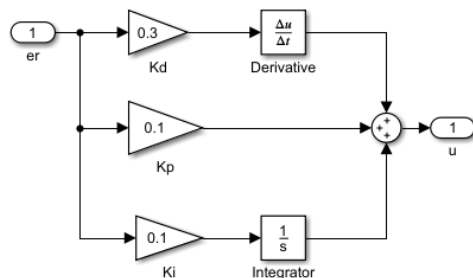 1
er
0.3
Kd
Δu
Δt
Derivative
0.1
Kp
+
+
+
1
u
0.1
Ki
1
s
Integrator